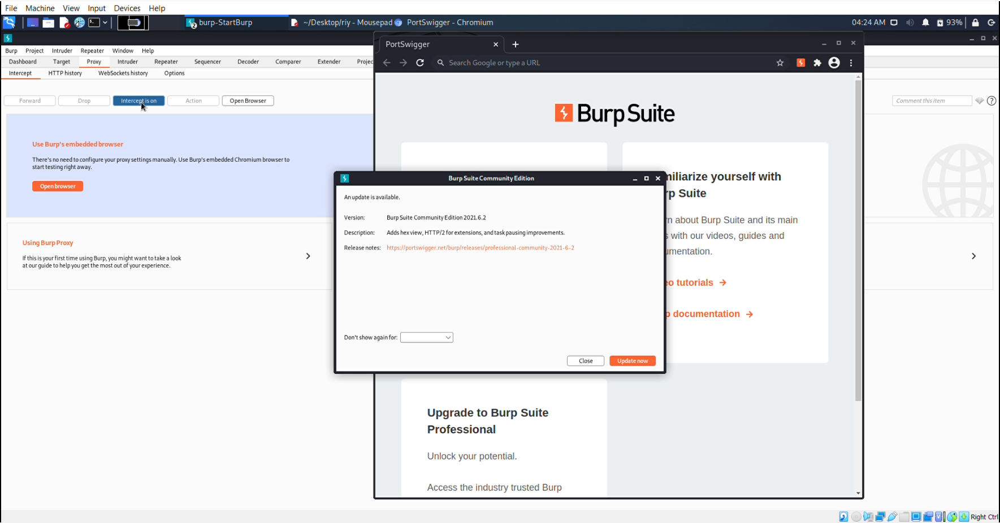 File Machine View Input Devices Help
burp-StartBurp
~/Desktop/riy - Mousepad
PortSwigger - Chromium
04:24 AM
93%
Burp Project Intruder Repeater Window Help
Dashboard Target Proxy Intruder Repeater Sequencer Decoder Comparer Extender Projec
Intercept HTTP history WebSockets history Options
Forward Drop Intercept is on Action Open Browser
Comment this item
?
Use Burp's embedded browser
There's no need to configure your proxy settings manually. Use Burp's embedded Chromium browser to
start testing right away.
Open browser
Using Burp Proxy
If this is your first time using Burp, you might want to take a look
at our guide to help you get the most out of your experience.
PortSwigger
Search Google or type a URL
Burp Suite
miliarize yourself with
rp Suite
rn about Burp Suite and its main
s with our videos, guides and
umentation.
eo tutorials →
p documentation →
Burp Suite Community Edition
An update is available.
Version: Burp Suite Community Edition 2021.6.2
Description: Adds hex view, HTTP/2 for extensions, and task pausing improvements.
Release notes: https://portswigger.net/burp/releases/professional-community-2021-6-2
Don't show again for:
Close Update now
Upgrade to Burp Suite
Professional
Unlock your potential.
Access the industry trusted Burp
Right Ctrl